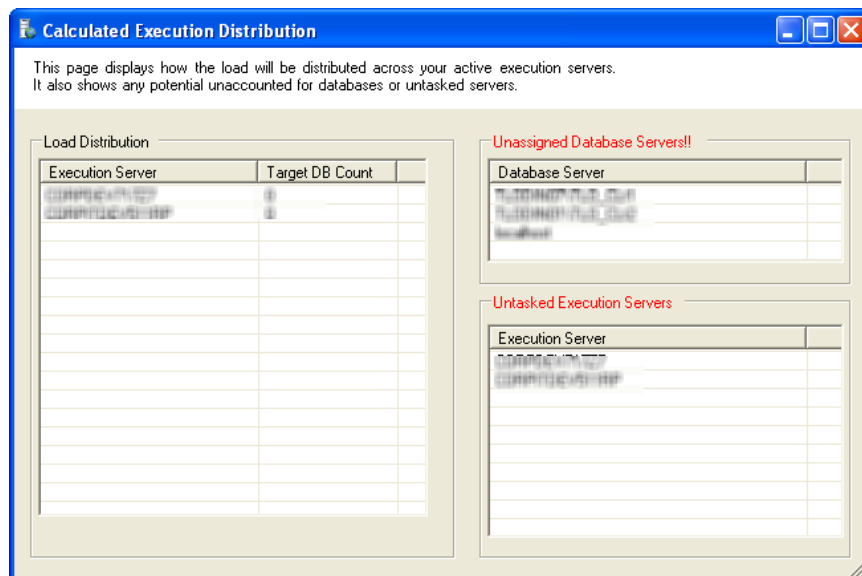 Calculated Execution Distribution
This page displays how the load will be distributed across your active execution servers.
It also shows any potential unaccounted for databases or untasked servers.
Load Distribution
Execution Server Target DB Count
Unassigned Database Servers!!
Database Server
Untasked Execution Servers
Execution Server